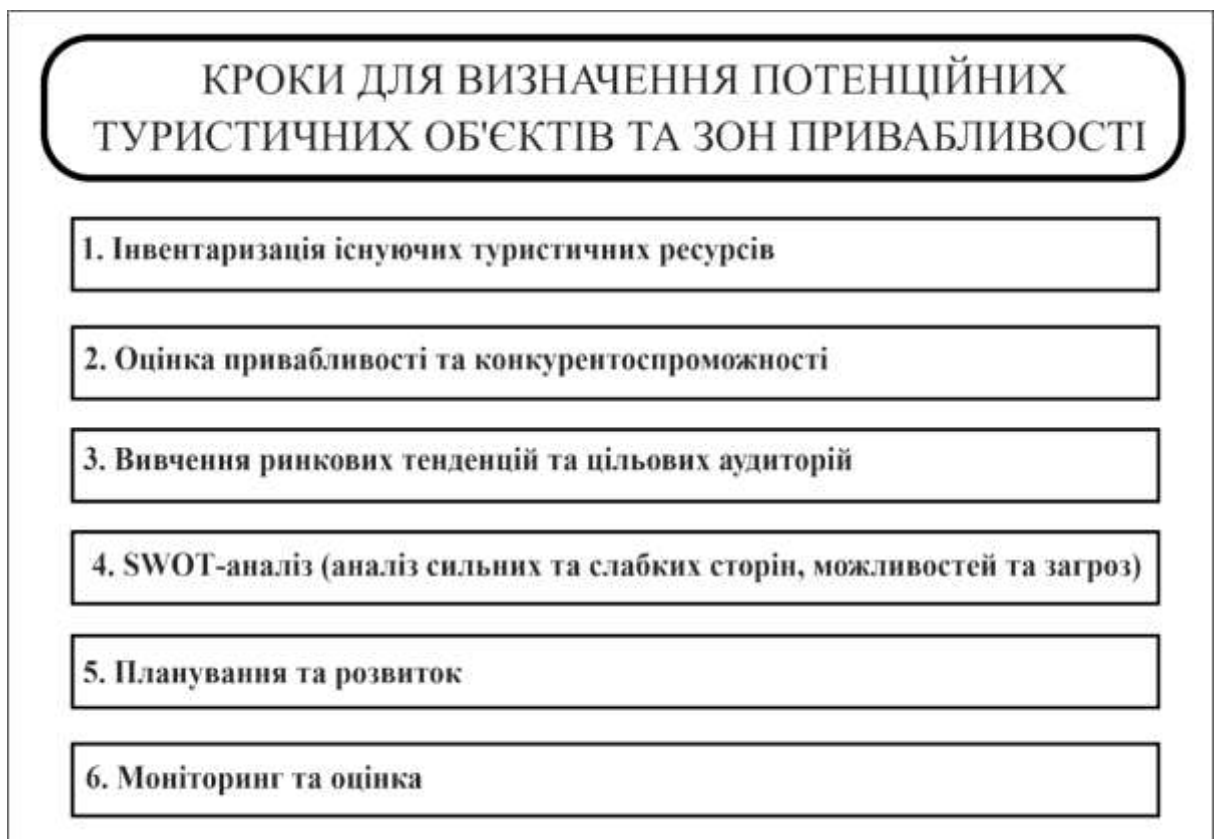 КРОКИ ДЛЯ ВИЗНАЧЕННЯ ПОТЕНЦІЙНИХ
ТУРИСТИЧНИХ ОБ'ЄКТІВ ТА ЗОН ПРИВАБЛИВОСТІ
1. Інвентаризація існуючих туристичних ресурсів
2. Оцінка привабливості та конкурентоспроможності
3. Вивчення ринкових тенденцій та цільових аудиторій
4. SWOT-аналіз (аналіз сильних та слабких сторін, можливостей та загроз)
5. Планування та розвиток
6. Моніторинг та оцінка